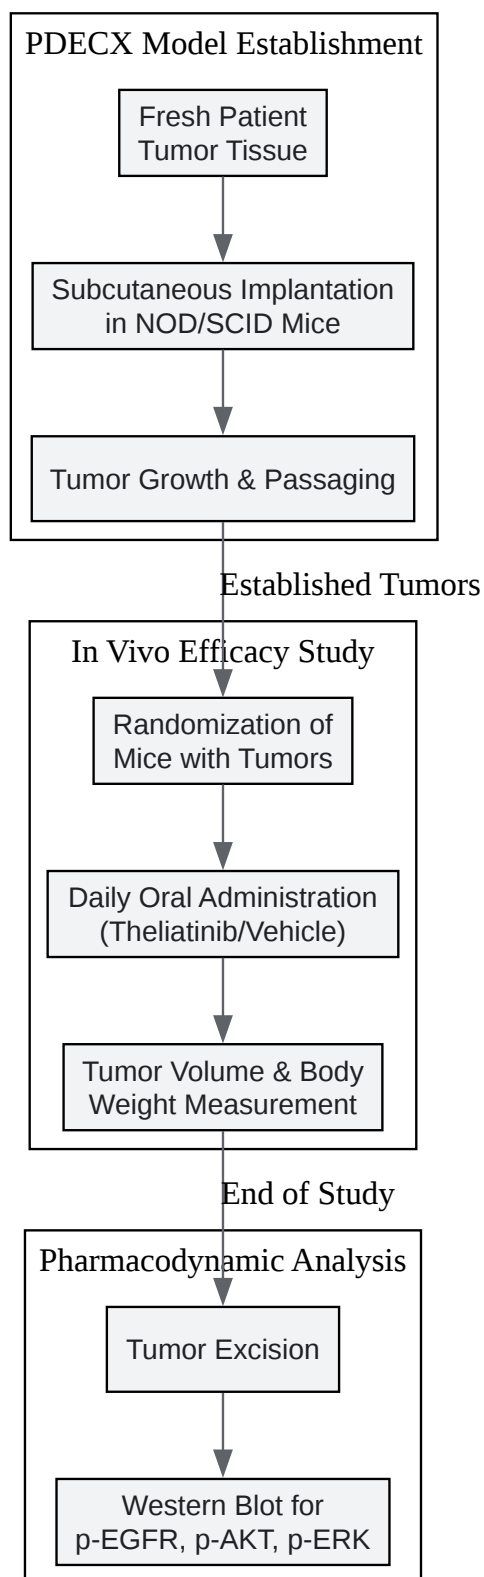 PDECX Model Establishment
Fresh Patient
Tumor Tissue
Subcutaneous Implantation
in NOD/SCID Mice
Tumor Growth & Passaging
Established Tumors
In Vivo Efficacy Study
Randomization of
Mice with Tumors
Daily Oral Administration
(Theliatinib/Vehicle)
Tumor Volume & Body
Weight Measurement
End of Study
Pharmacodynamic Analysis
Tumor Excision
Western Blot for
p-EGFR, p-AKT, p-ERK